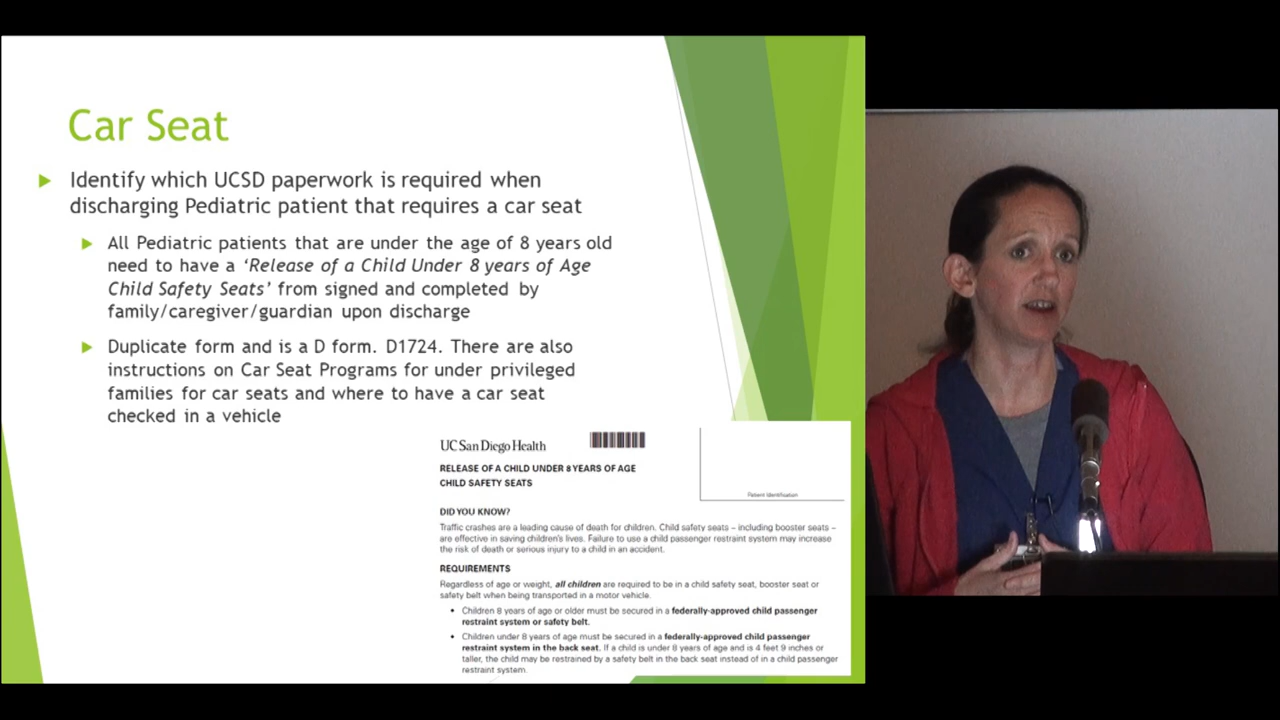 Car Seat
Identify which UCSD paperwork is required when
discharging Pediatric patient that requires a car seat
All Pediatric patients that are under the age of 8 years old
need to have a ‘Release of a Child Under 8 years of Age
Child Safety Seats’ from signed and completed by
family/caregiver/guardian upon discharge
Duplicate form and is a D form. D1724. There are also
instructions on Car Seat Programs for under privileged
families for car seats and where to have a car seat
checked in a vehicle
UC San Diego Health
RELEASE OF A CHILD UNDER 8 YEARS OF AGE
CHILD SAFETY SEATS
Patient Identification
DID YOU KNOW?
Traffic crashes are a leading cause of death for children. Child safety seats – including booster seats –
are effective in saving children's lives. Failure to use a child passenger restraint system may increase
the risk of death or serious injury to a child in an accident.
REQUIREMENTS
Regardless of age or weight, all children are required to be in a child safety seat, booster seat or
safety belt when being transported in a motor vehicle.
Children 8 years of age or older must be secured in a federally-approved child passenger
restraint system or safety belt.
Children under 8 years of age must be secured in a federally-approved child passenger
restraint system in the back seat. If a child is under 8 years of age and is 4 feet 9 inches or
taller, the child may be restrained by a safety belt in the back seat instead of in a child passenger
restraint system.